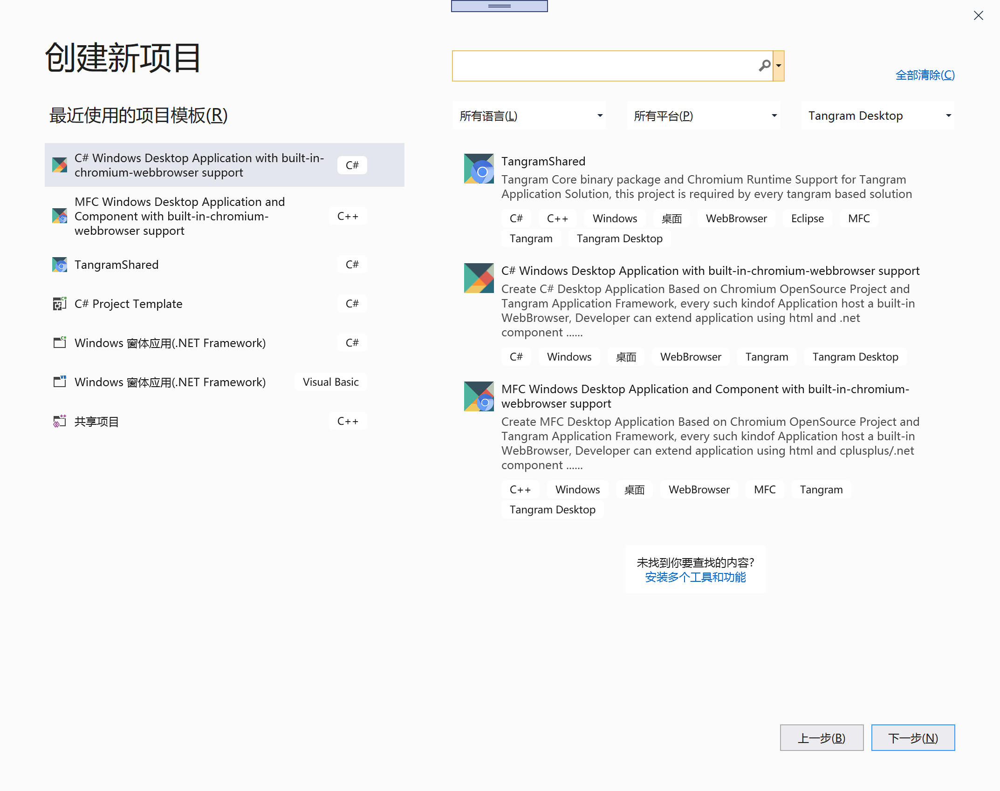 创建新项目
全部清除(C)
最近使用的项目模板(R)
所有语言(L)
所有平台(P)
Tangram Desktop
C# Windows Desktop Application with built-in-
chromium-webbrowser support
C#
MFC Windows Desktop Application and
Component with built-in-chromium-
webbrowser support
C++
TangramShared
C#
C# Project Template
C#
Windows 窗体应用(.NET Framework)
C#
Windows 窗体应用(.NET Framework)
Visual Basic
共享项目
C++
TangramShared
Tangram Core binary package and Chromium Runtime Support for Tangram
Application Solution, this project is required by every tangram based solution
C# C++ Windows 桌面 WebBrowser Eclipse MFC
Tangram Tangram Desktop
C# Windows Desktop Application with built-in-chromium-webbrowser support
Create C# Desktop Application Based on Chromium OpenSource Project and
Tangram Application Framework, every such kindof Application host a built-in
WebBrowser, Developer can extend application using html and .net
component ......
C# Windows 桌面 WebBrowser Tangram Tangram Desktop
MFC Windows Desktop Application and Component with built-in-chromium-
webbrowser support
Create MFC Desktop Application Based on Chromium OpenSource Project and
Tangram Application Framework, every such kindof Application host a built-in
WebBrowser, Developer can extend application using html and cplusplus/.net
component ......
C++ Windows 桌面 WebBrowser MFC Tangram
Tangram Desktop
未找到你要查找的内容?
安装多个工具和功能
上一步(B)
下一步(N)